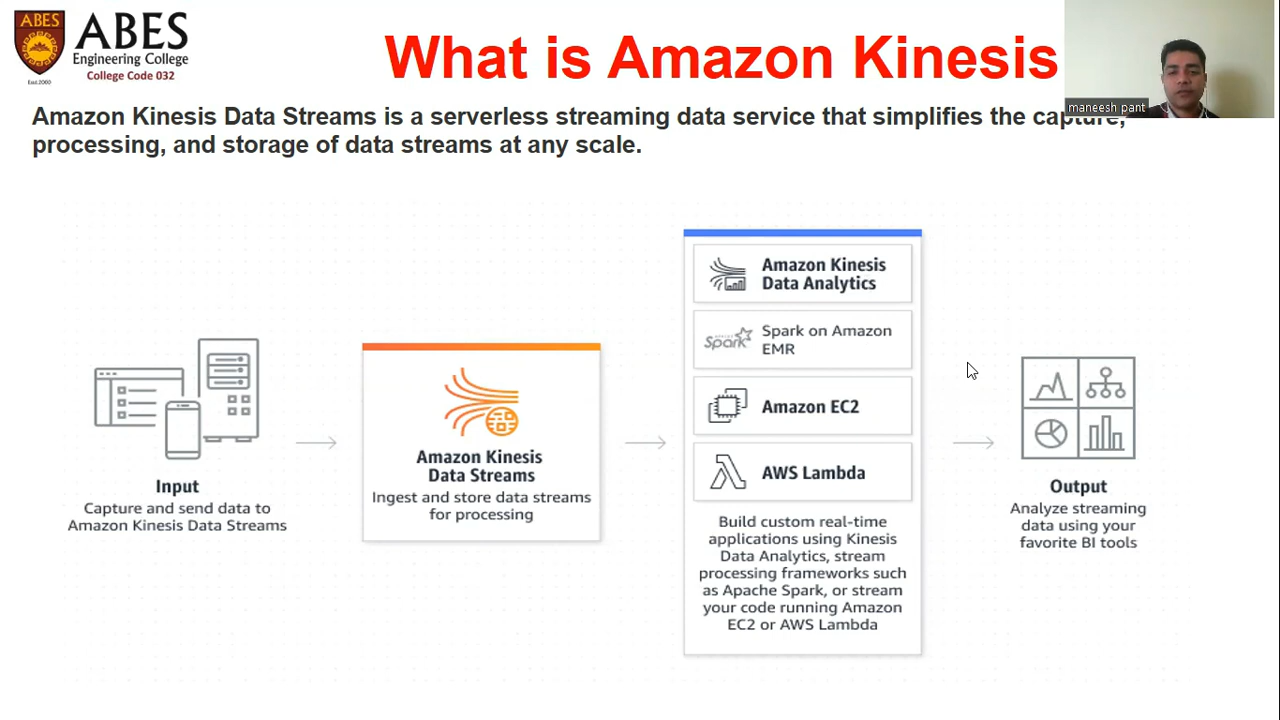 ABES
ABES
Engineering College
College Code 032
Estd.2000
What is Amazon Kinesis
maneesh pant
Amazon Kinesis Data Streams is a serverless streaming data service that simplifies the capture,
processing, and storage of data streams at any scale.
Input
Capture and send data to
Amazon Kinesis Data Streams
Amazon Kinesis
Data Streams
Ingest and store data streams
for processing
Amazon Kinesis
Data Analytics
APACHE
Spark
Spark on Amazon
EMR
Amazon EC2
AWS Lambda
Build custom real-time
applications using Kinesis
Data Analytics, stream
processing frameworks such
as Apache Spark, or stream
your code running Amazon
EC2 or AWS Lambda
Output
Analyze streaming
data using your
favorite BI tools